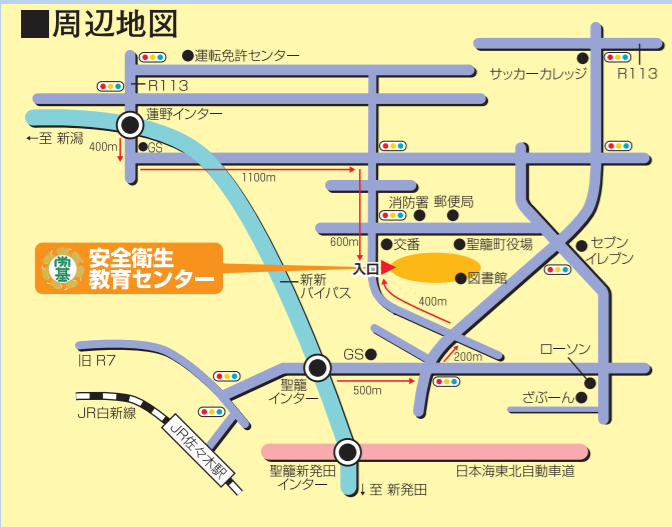 ■周辺地図
運転免許センター
R113
サッカーカレッジ
R113
蓮野インター
←至 新潟
400m
GS
1100m
消防署 郵便局
600m
交番
聖籠町役場
セブン
イレブン
労基
安全衛生
教育センター
入口
図書館
新新
バイパス
400m
旧 R7
GS
200m
ローソン
聖籠
インター
500m
ざぶーん
JR白新線
JR佐々木駅
聖籠新発田
インター
日本海東北自動車道
↓至 新発田